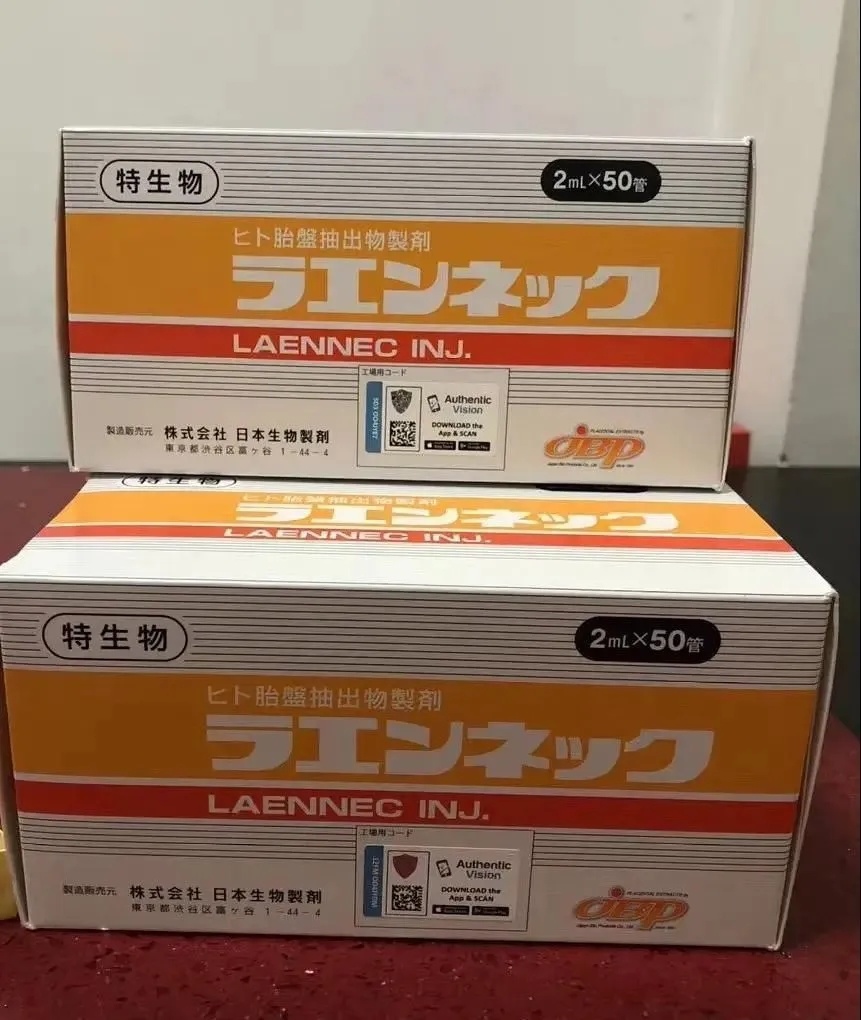 特生物
2mL×50管
ヒト胎盤抽出物製剤
ラエンネック
LAENNEC INJ.
工場用コード
Authentic
Vision
DOWNLOAD the
App & SCAN
製造販売元 株式会社 日本生物製剤
東京都渋谷区富ヶ谷 1-44-4
JBP
特生物
ヒト胎盤抽出物製剤
ラエンネック
LAENNEC INJ.
特生物
2mL×50管
ヒト胎盤抽出物製剤
ラエンネック
LAENNEC INJ.
工場用コード
Authentic
Vision
DOWNLOAD the
App & SCAN
製造販売元 株式会社 日本生物製剤
東京都渋谷区富ヶ谷 1-44-4
JBP